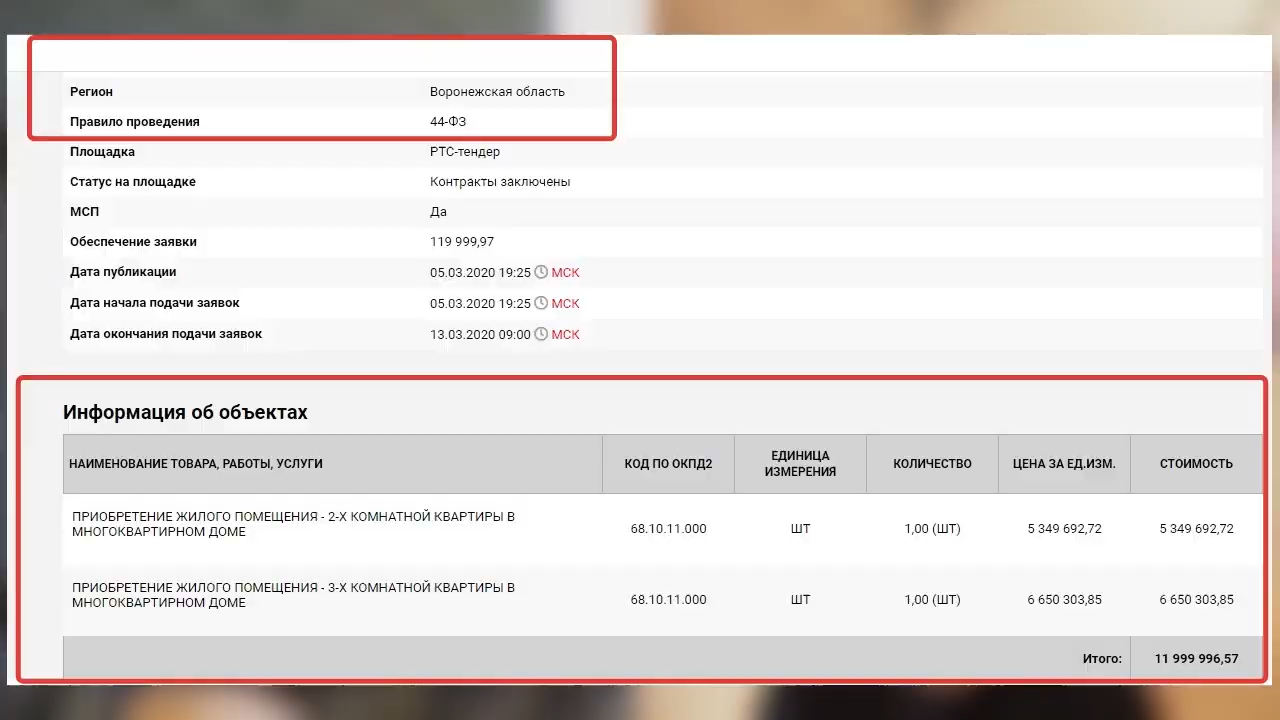 Регион Воронежская область
Правило проведения 44-ФЗ
Площадка РТС-тендер
Статус на площадке Контракты заключены
МСП Да
Обеспечение заявки 119 999,97
Дата публикации 05.03.2020 19:25 МСК
Дата начала подачи заявок 05.03.2020 19:25 МСК
Дата окончания подачи заявок 13.03.2020 09:00 МСК
Информация об объектах
НАИМЕНОВАНИЕ ТОВАРА, РАБОТЫ, УСЛУГИ КОД ПО ОКПД2 ЕДИНИЦА ИЗМЕРЕНИЯ КОЛИЧЕСТВО ЦЕНА ЗА ЕД.ИЗМ. СТОИМОСТЬ
ПРИОБРЕТЕНИЕ ЖИЛОГО ПОМЕЩЕНИЯ - 2-Х КОМНАТНОЙ КВАРТИРЫ В
МНОГОКВАРТИРНОМ ДОМЕ 68.10.11.000 ШТ 1,00 (ШТ) 5 349 692,72 5 349 692,72
ПРИОБРЕТЕНИЕ ЖИЛОГО ПОМЕЩЕНИЯ - 3-Х КОМНАТНОЙ КВАРТИРЫ В
МНОГОКВАРТИРНОМ ДОМЕ 68.10.11.000 ШТ 1,00 (ШТ) 6 650 303,85 6 650 303,85
Итого: 11 999 996,57